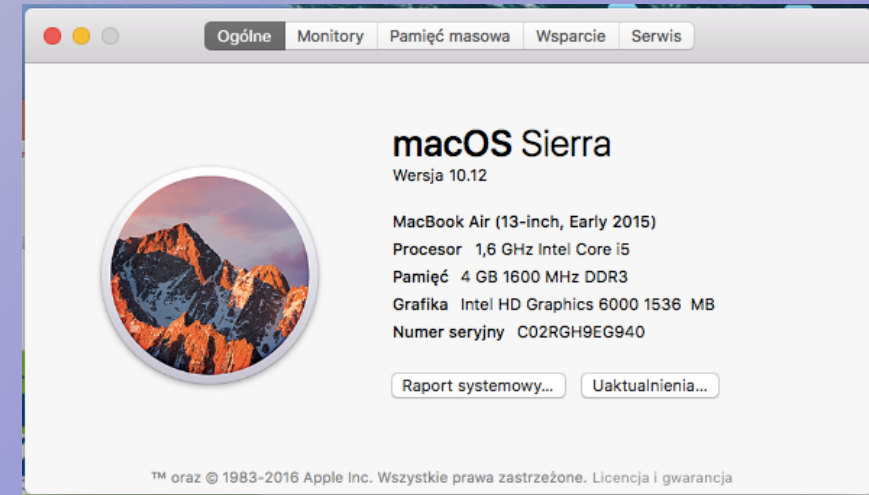 Ogólne Monitory Pamięć masowa Wsparcie Serwis
macOS Sierra
Wersja 10.12
MacBook Air (13-inch, Early 2015)
Procesor 1,6 GHz Intel Core i5
Pamięć 4 GB 1600 MHz DDR3
Grafika Intel HD Graphics 6000 1536 MB
Numer seryjny C02RGH9EG940
Raport systemowy... Uaktualnienia...
™ oraz © 1983-2016 Apple Inc. Wszystkie prawa zastrzeżone. Licencja i gwarancja